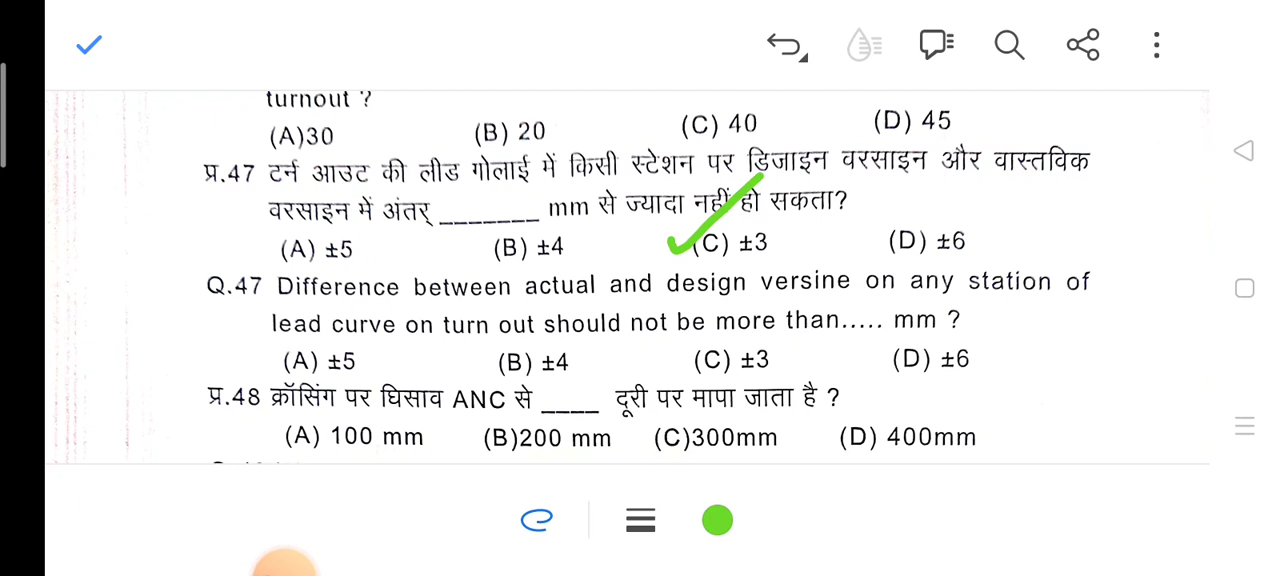 turnout ?
(A)30 (B) 20 (C) 40 (D) 45
प्र.47 टर्न आउट की लीड गोलाई में किसी स्टेशन पर डिजाइन वरसाइन और वास्तविक
वरसाइन में अंतर् _______ mm से ज्यादा नहीं हो सकता?
(A) ±5 (B) ±4 (C) ±3 (D) ±6
Q.47 Difference between actual and design versine on any station of
lead curve on turn out should not be more than..... mm ?
(A) ±5 (B) ±4 (C) ±3 (D) ±6
प्र.48 क्रॉसिंग पर घिसाव ANC से ____ दूरी पर मापा जाता है ?
(A) 100 mm (B)200 mm (C)300mm (D) 400mm